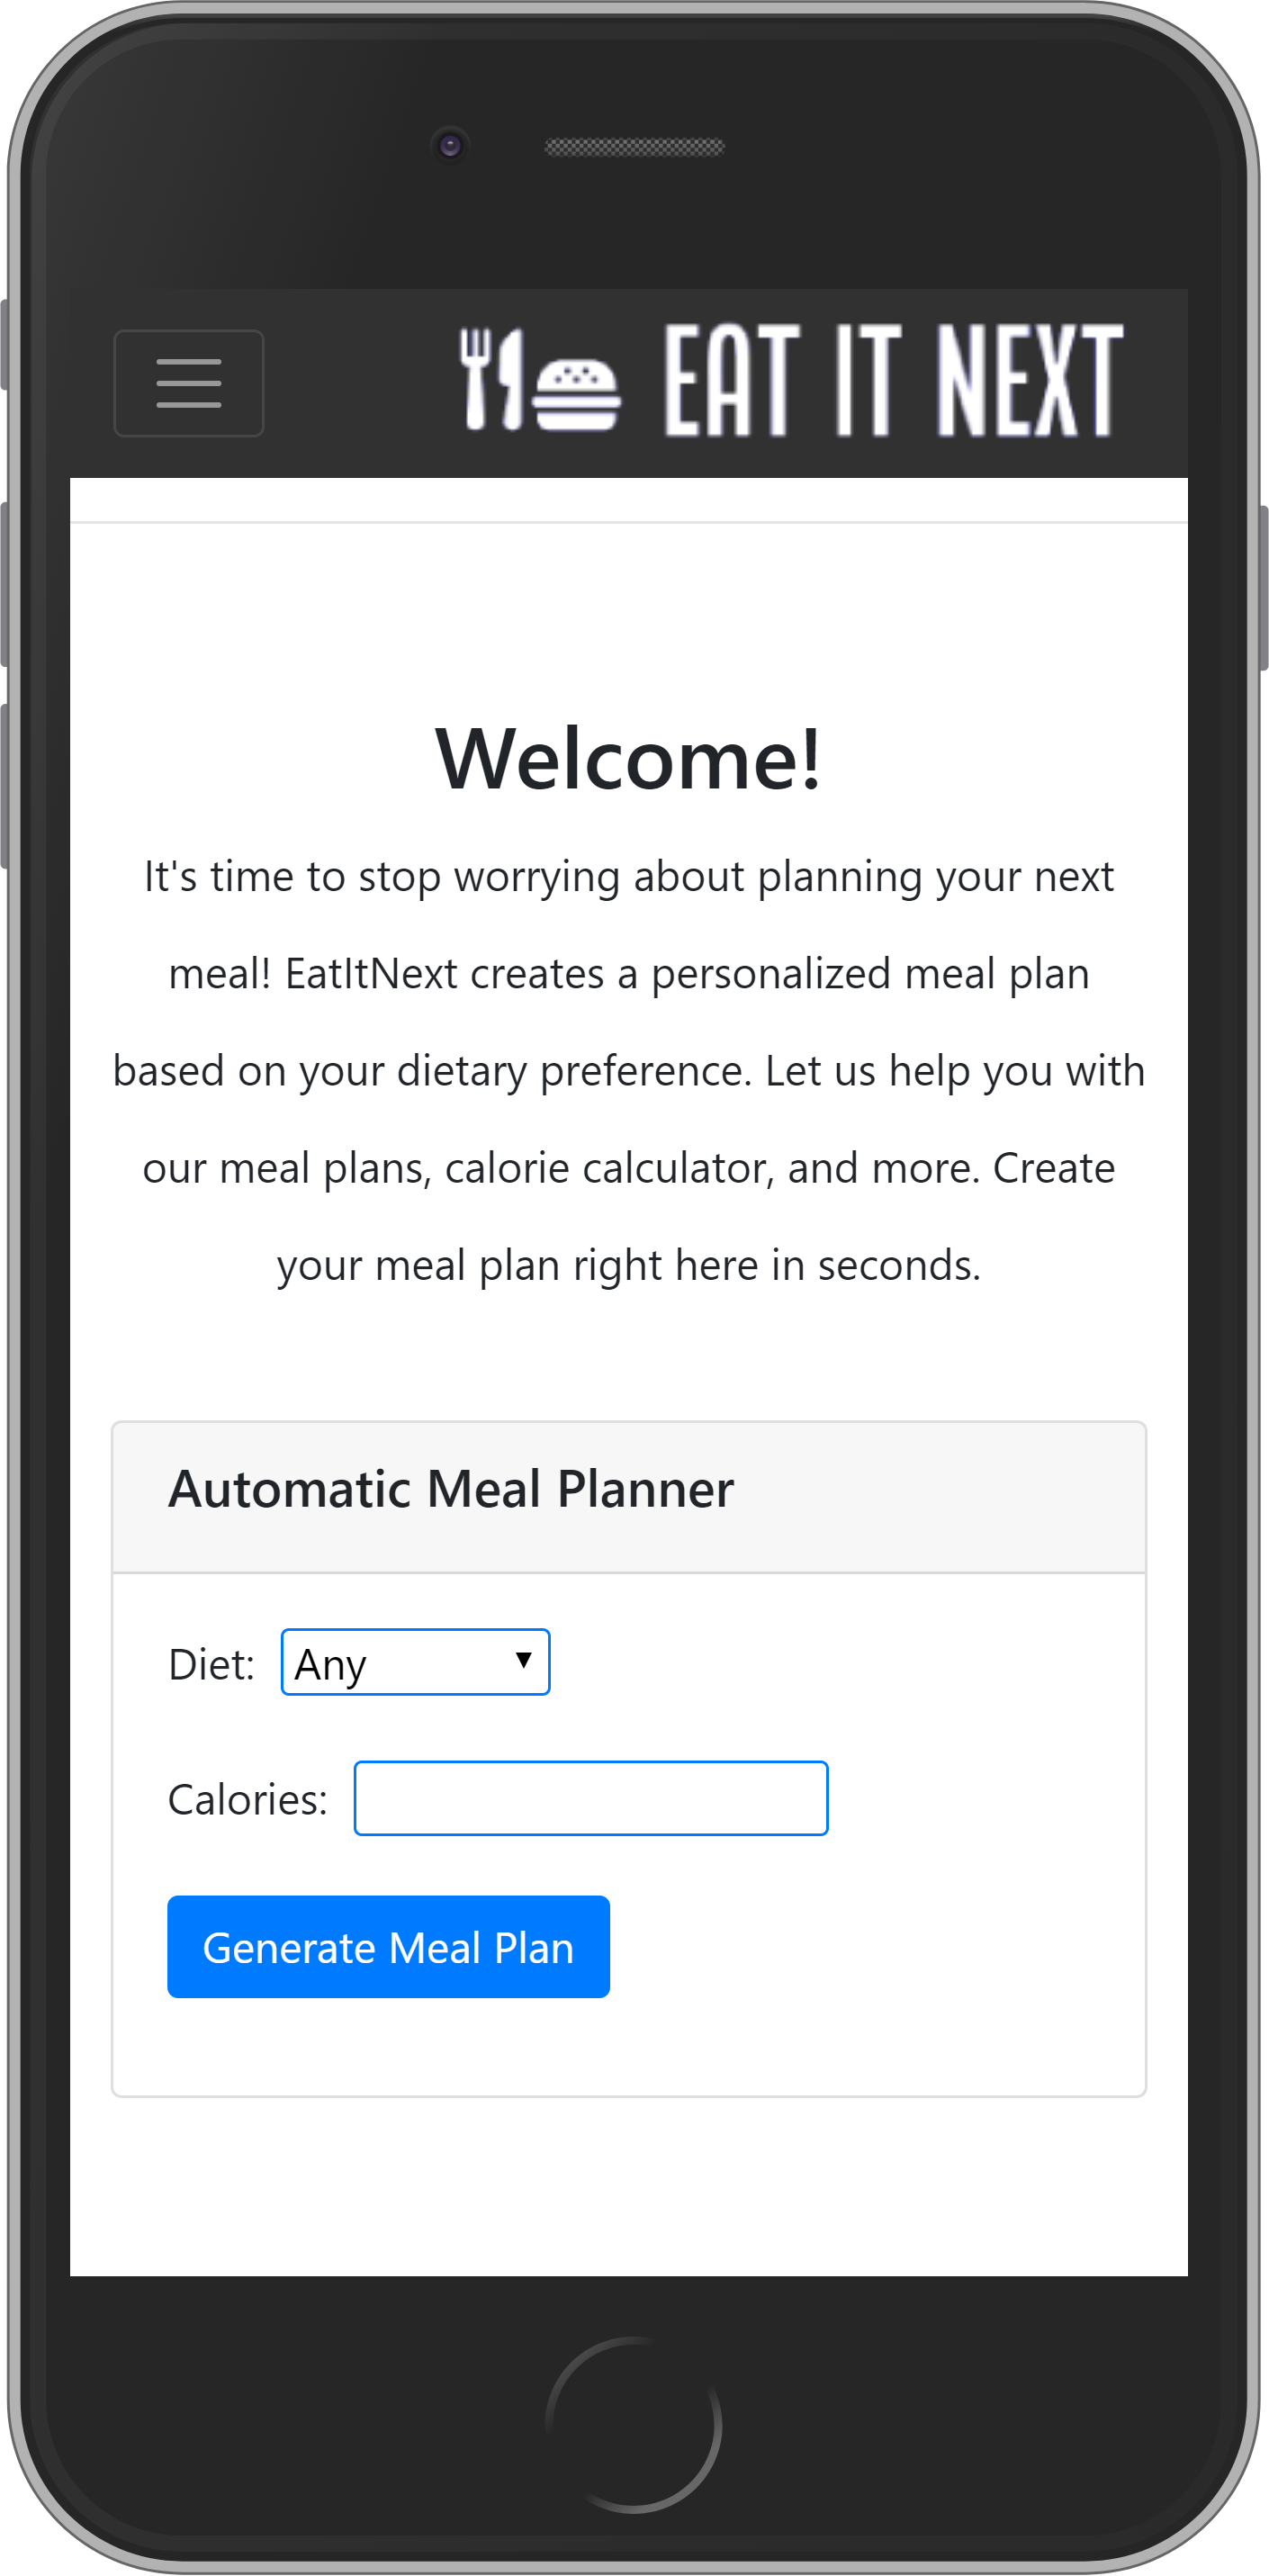 EAT IT NEXT
Welcome!
It's time to stop worrying about planning your next
meal! EatItNext creates a personalized meal plan
based on your dietary preference. Let us help you with
our meal plans, calorie calculator, and more. Create
your meal plan right here in seconds.
Automatic Meal Planner
Diet: Any
Calories:
Generate Meal Plan